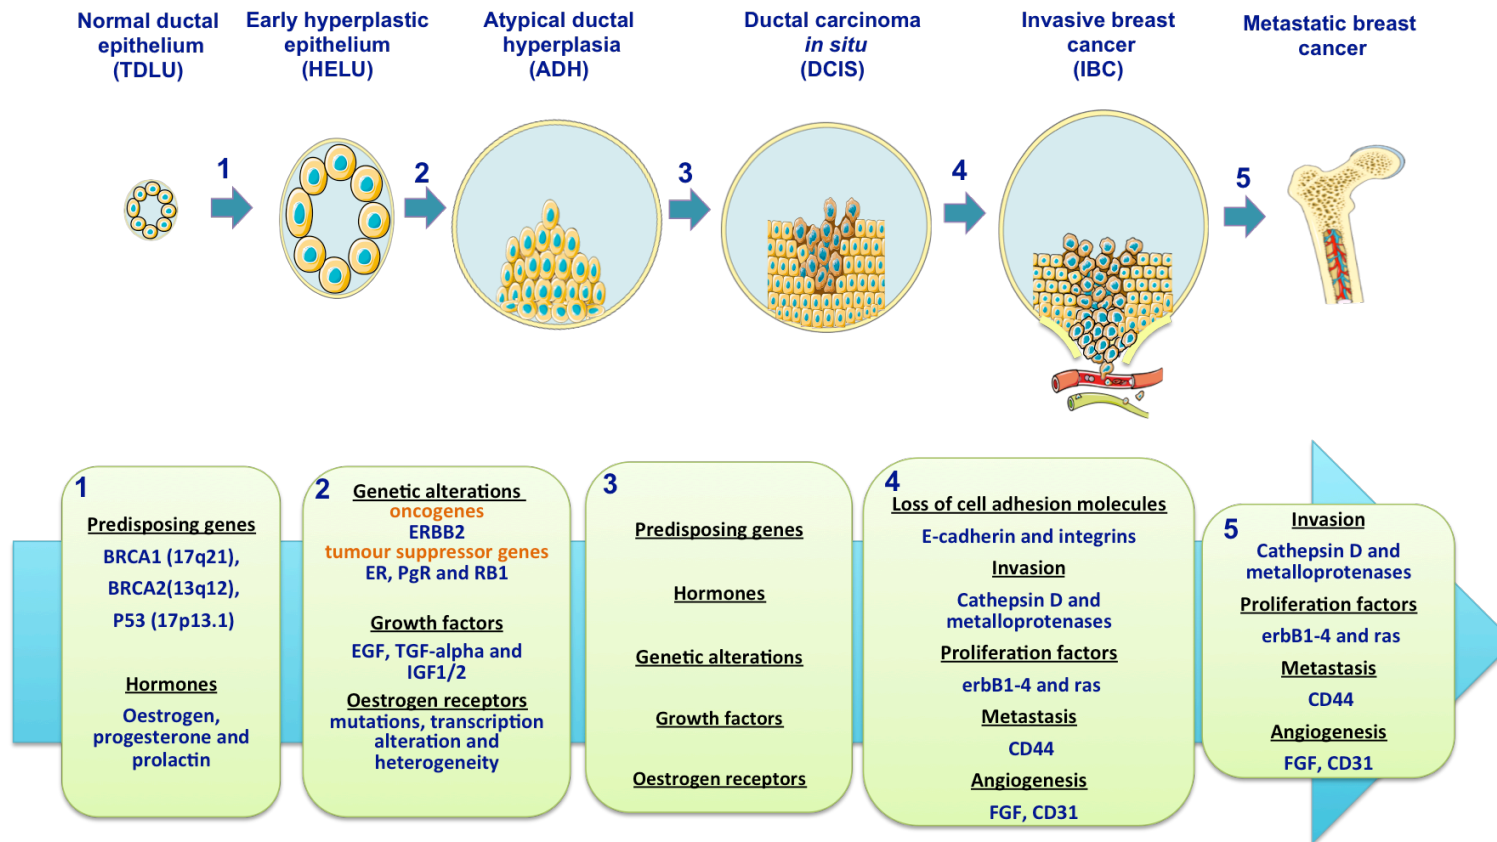 Normal ductal
epithelium
(TDLU)
Early hyperplastic
epithelium
(HELU)
Atypical ductal
hyperplasia
(ADH)
Ductal carcinoma
in situ
(DCIS)
Invasive breast
cancer
(IBC)
Metastatic breast
cancer
1
2
3
4
5
1
Predisposing genes
BRCA1 (17q21),
BRCA2(13q12),
P53 (17p13.1)
Hormones
Oestrogen,
progesterone and
prolactin
2
Genetic alterations
oncogenes
ERBB2
tumour suppressor genes
ER, PgR and RB1
Growth factors
EGF, TGF-alpha and
IGF1/2
Oestrogen receptors
mutations, transcription
alteration and
heterogeneity
3
Predisposing genes
Hormones
Genetic alterations
Growth factors
Oestrogen receptors
4
Loss of cell adhesion molecules
E-cadherin and integrins
Invasion
Cathepsin D and
metalloprotenases
Proliferation factors
erbB1-4 and ras
Metastasis
CD44
Angiogenesis
FGF, CD31
5
Invasion
Cathepsin D and
metalloprotenases
Proliferation factors
erbB1-4 and ras
Metastasis
CD44
Angiogenesis
FGF, CD31